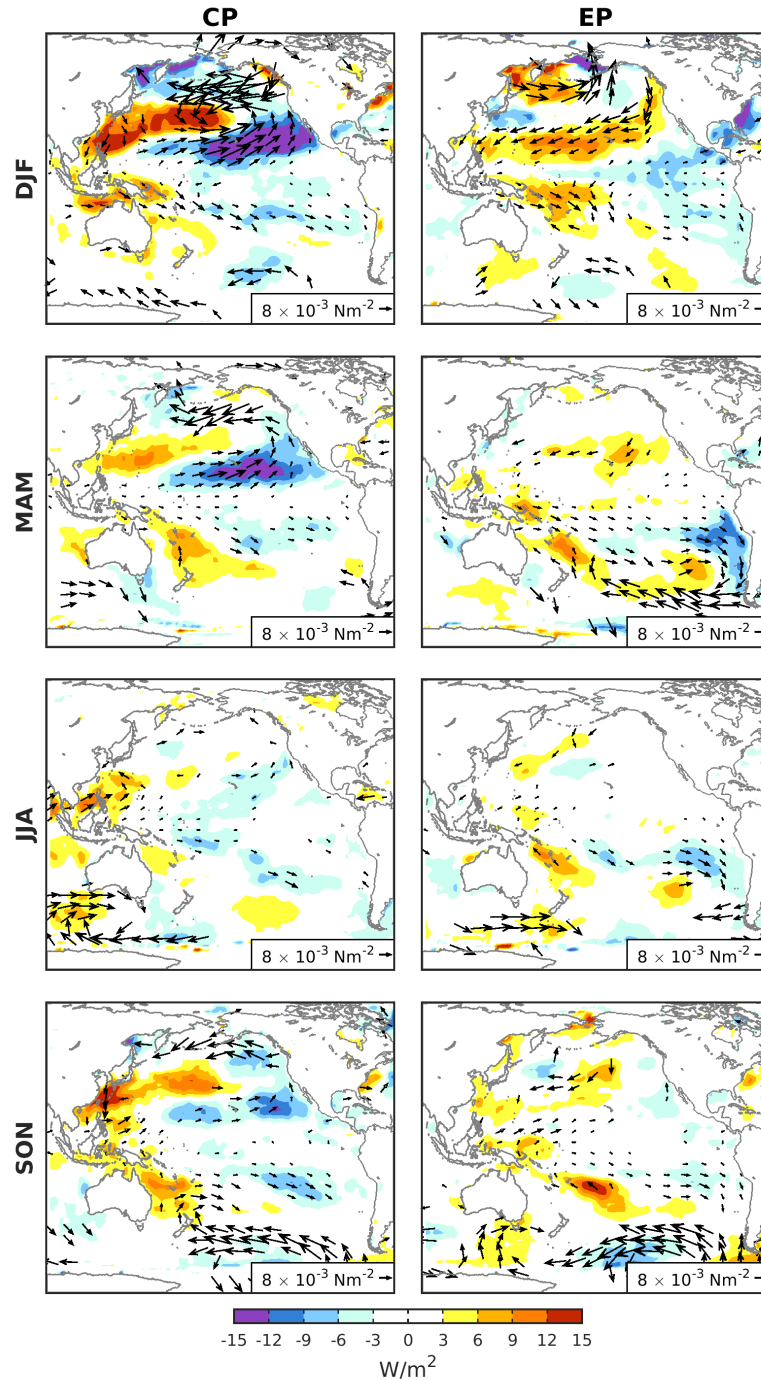 CP EP
DJF
8 × 10⁻³ Nm⁻² 8 × 10⁻³ Nm⁻²
MAM
8 × 10⁻³ Nm⁻² 8 × 10⁻³ Nm⁻²
JJA
8 × 10⁻³ Nm⁻² 8 × 10⁻³ Nm⁻²
SON
8 × 10⁻³ Nm⁻² 8 × 10⁻³ Nm⁻²
-15 -12 -9 -6 -3 0 3 6 9 12 15
W/m²